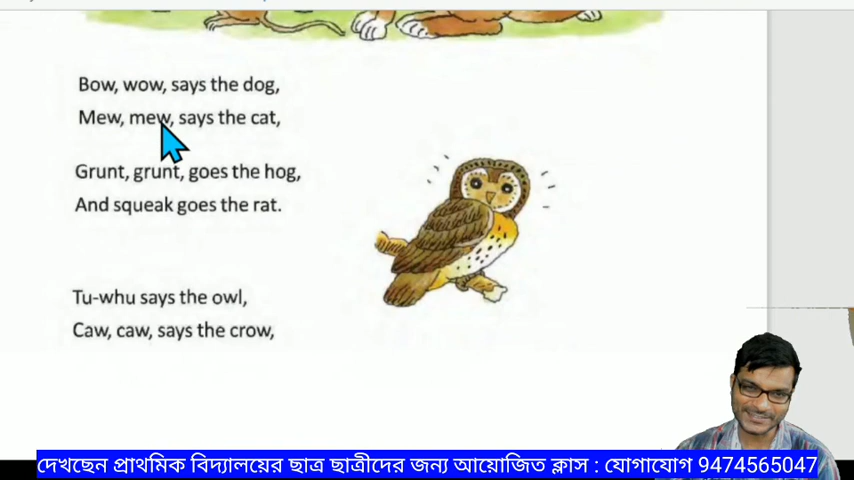 Bow, wow, says the dog,
Mew, mew, says the cat,
Grunt, grunt, goes the hog,
And squeak goes the rat.
Tu-whu says the owl,
Caw, caw, says the crow,
দেখছেন প্রাথমিক বিদ্যালয়ের ছাত্র ছাত্রীদের জন্য আয়োজিত ক্লাস : যোগাযোগ 9474565047